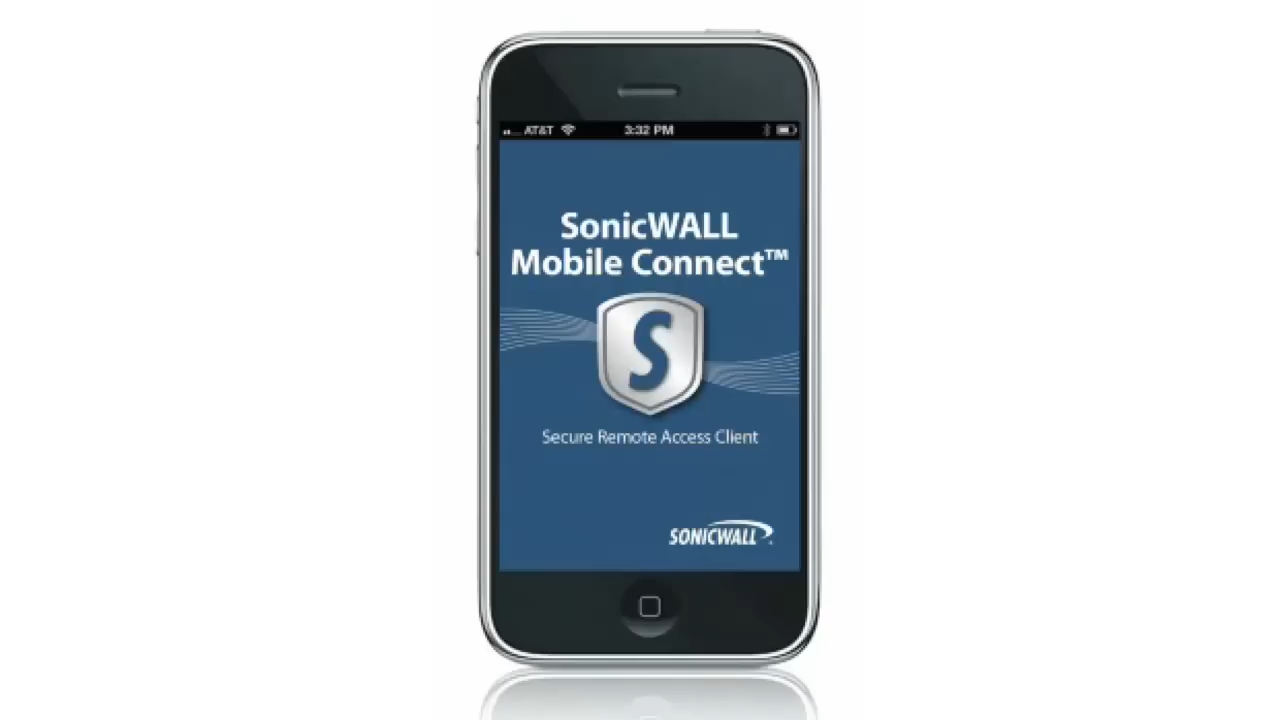 AT&T 3:32 PM
SonicWALL
Mobile Connect™
S
Secure Remote Access Client
SONICWALL